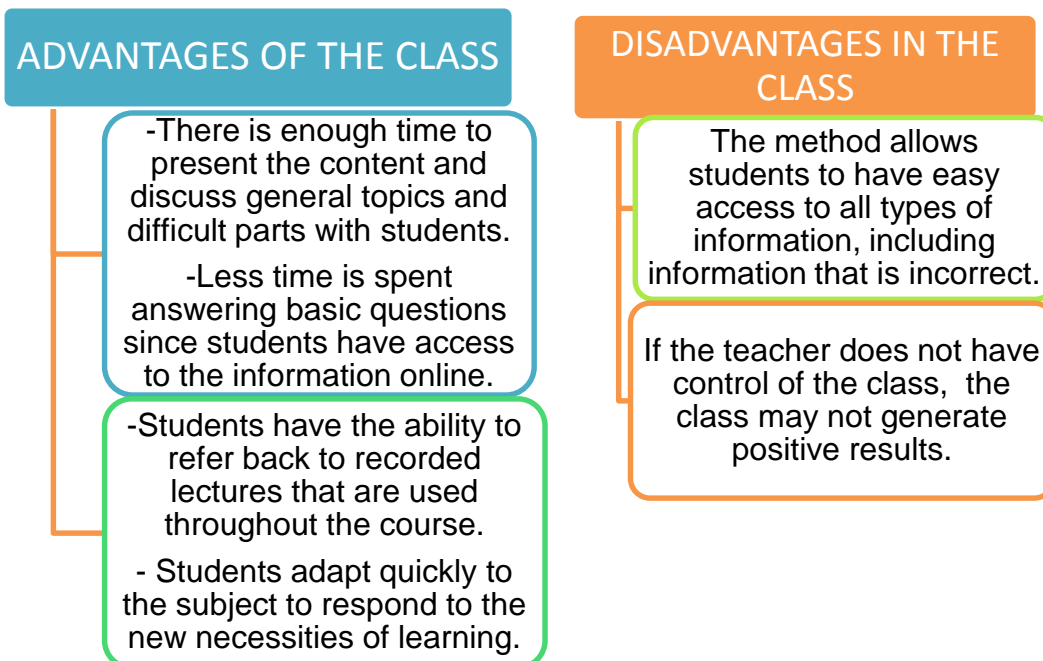 ADVANTAGES OF THE CLASS
-There is enough time to
present the content and
discuss general topics and
difficult parts with students.
-Less time is spent
answering basic questions
since students have access
to the information online.
-Students have the ability to
refer back to recorded
lectures that are used
throughout the course.
- Students adapt quickly to
the subject to respond to the
new necessities of learning.
DISADVANTAGES IN THE
CLASS
The method allows
students to have easy
access to all types of
information, including
information that is incorrect.
If the teacher does not have
control of the class,  the
class may not generate
positive results.